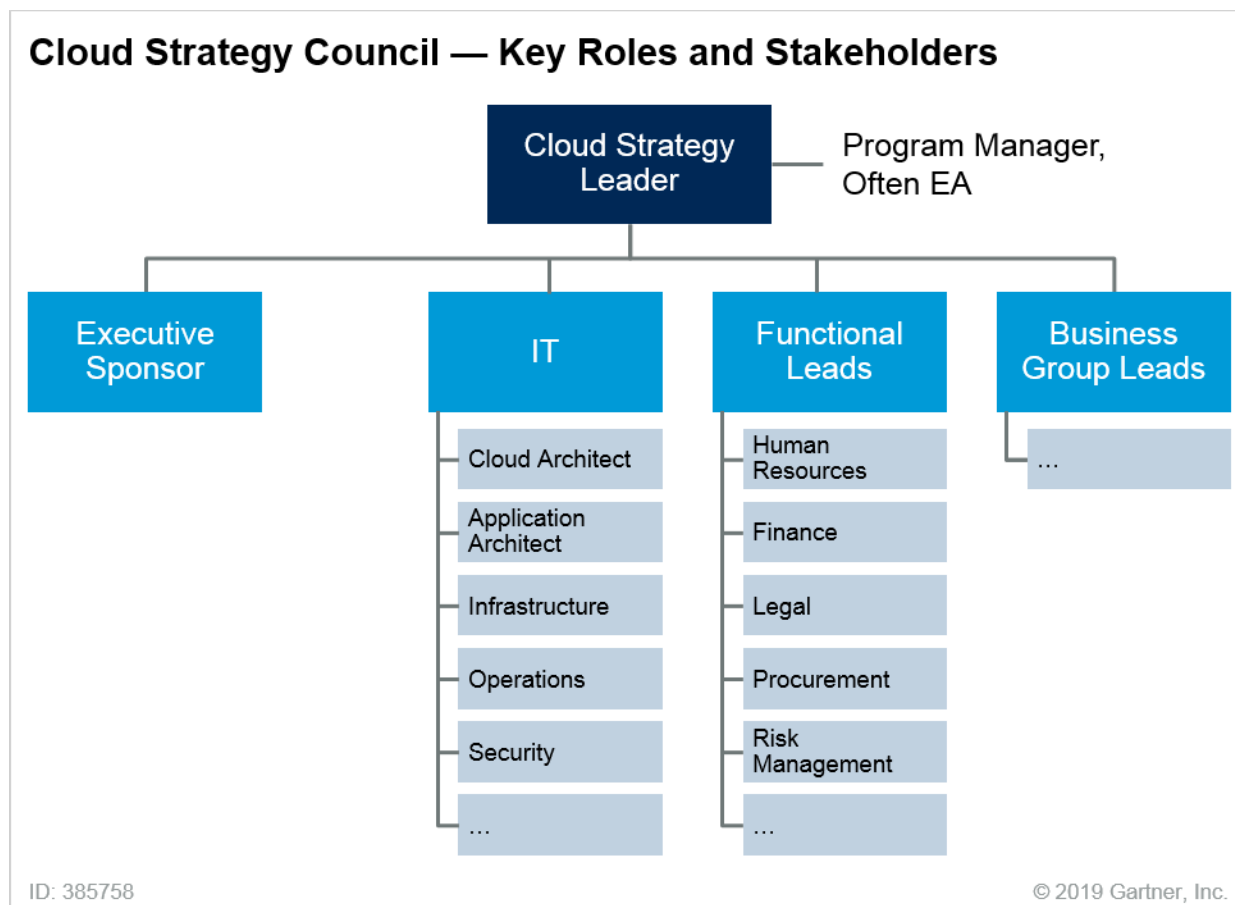 Cloud Strategy Council — Key Roles and Stakeholders
Cloud Strategy
Leader
Program Manager,
Often EA
Executive
Sponsor
IT
Cloud Architect
Application
Architect
Infrastructure
Operations
Security
...
Functional
Leads
Human
Resources
Finance
Legal
Procurement
Risk
Management
...
Business
Group Leads
...
ID: 385758
© 2019 Gartner, Inc.